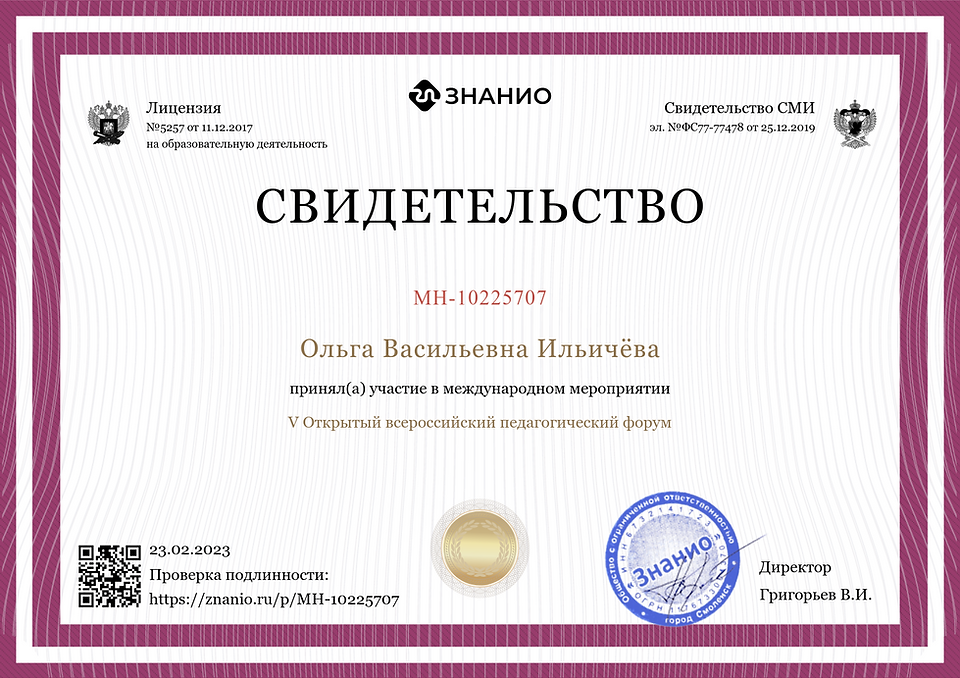 ЗНАНИО
Лицензия
№5257 от 11.12.2017
на образовательную деятельность
Свидетельство СМИ
эл. №ФС77-77478 от 25.12.2019
СВИДЕТЕЛЬСТВО
МН-10225707
Ольга Васильевна Ильичёва
принял(а) участие в международном мероприятии
V Открытый всероссийский педагогический форум
23.02.2023
Проверка подлинности:
https://znanio.ru/p/МН-10225707
Общество с ограниченной ответственностью
«Знанио»
город Смоленск
Директор
Григорьев В.И.